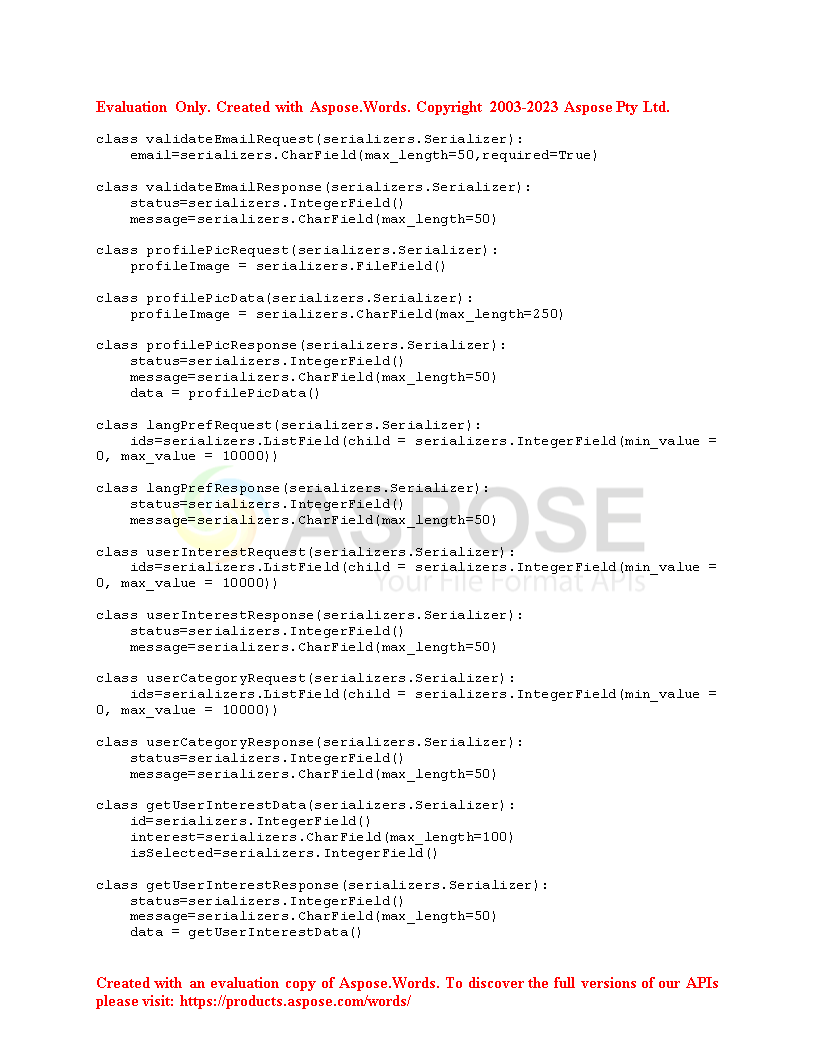 Evaluation Only. Created with Aspose.Words. Copyright 2003-2023 Aspose Pty Ltd.
class validateEmailRequest(serializers.Serializer):
    email=serializers.CharField(max_length=50,required=True)

class validateEmailResponse(serializers.Serializer):
    status=serializers.IntegerField()
    message=serializers.CharField(max_length=50)

class profilePicRequest(serializers.Serializer):
    profileImage = serializers.FileField()

class profilePicData(serializers.Serializer):
    profileImage = serializers.CharField(max_length=250)

class profilePicResponse(serializers.Serializer):
    status=serializers.IntegerField()
    message=serializers.CharField(max_length=50)
    data = profilePicData()

class langPrefRequest(serializers.Serializer):
    ids=serializers.ListField(child = serializers.IntegerField(min_value =
0, max_value = 10000))

class langPrefResponse(serializers.Serializer):
    status=serializers.IntegerField()
    message=serializers.CharField(max_length=50)
ASPOSE

class userInterestRequest(serializers.Serializer):
    ids=serializers.ListField(child = serializers.IntegerField(min_value =
0, max_value = 10000))
Your File Format APIs

class userInterestResponse(serializers.Serializer):
    status=serializers.IntegerField()
    message=serializers.CharField(max_length=50)

class userCategoryRequest(serializers.Serializer):
    ids=serializers.ListField(child = serializers.IntegerField(min_value =
0, max_value = 10000))

class userCategoryResponse(serializers.Serializer):
    status=serializers.IntegerField()
    message=serializers.CharField(max_length=50)

class getUserInterestData(serializers.Serializer):
    id=serializers.IntegerField()
    interest=serializers.CharField(max_length=100)
    isSelected=serializers.IntegerField()

class getUserInterestResponse(serializers.Serializer):
    status=serializers.IntegerField()
    message=serializers.CharField(max_length=50)
    data = getUserInterestData()

Created with an evaluation copy of Aspose.Words. To discover the full versions of our APIs
please visit: https://products.aspose.com/words/